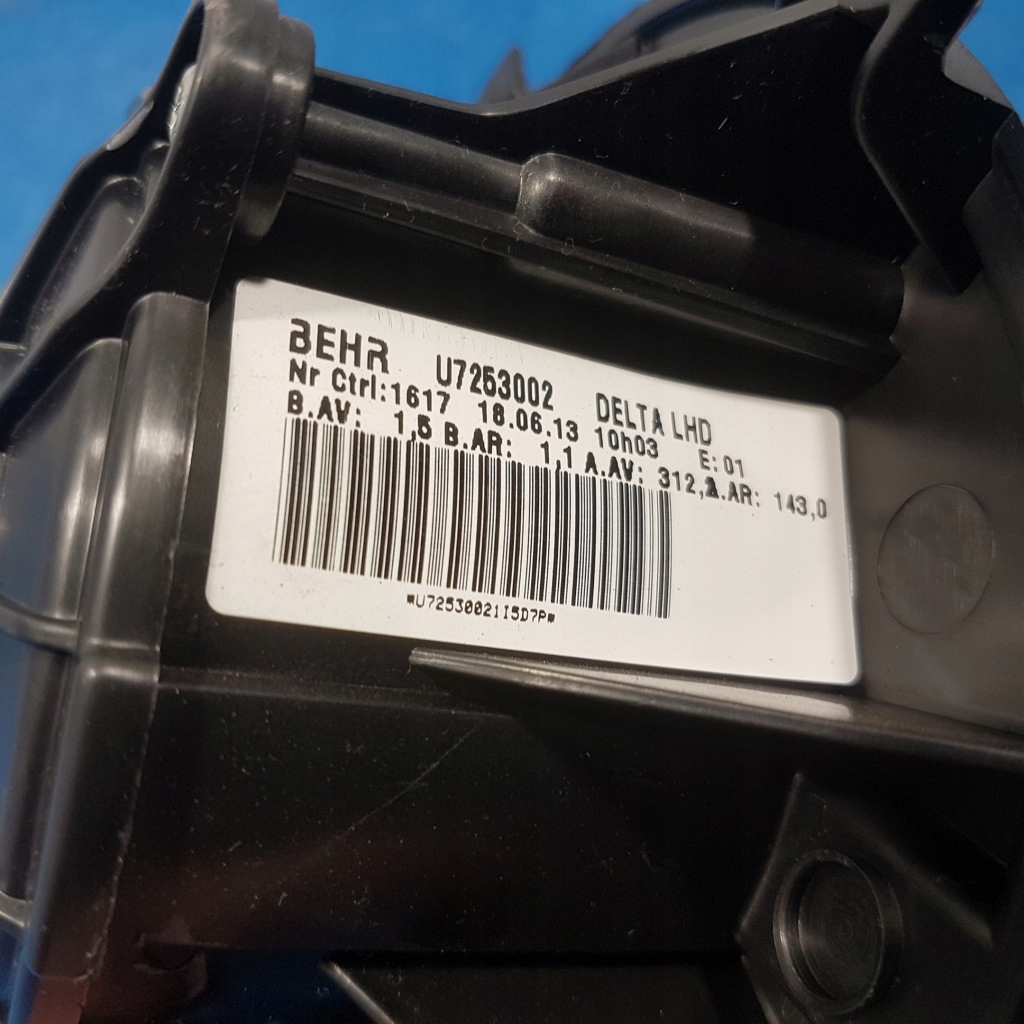 BEHR U7253002 DELTA LHD
Nr Ctrl:1617 18.06.13 10h03 E:01
B.AV: 1,5 B.AR: 1,1 A.AV: 312, .AR: 143,0
*U72530021I5D7P*